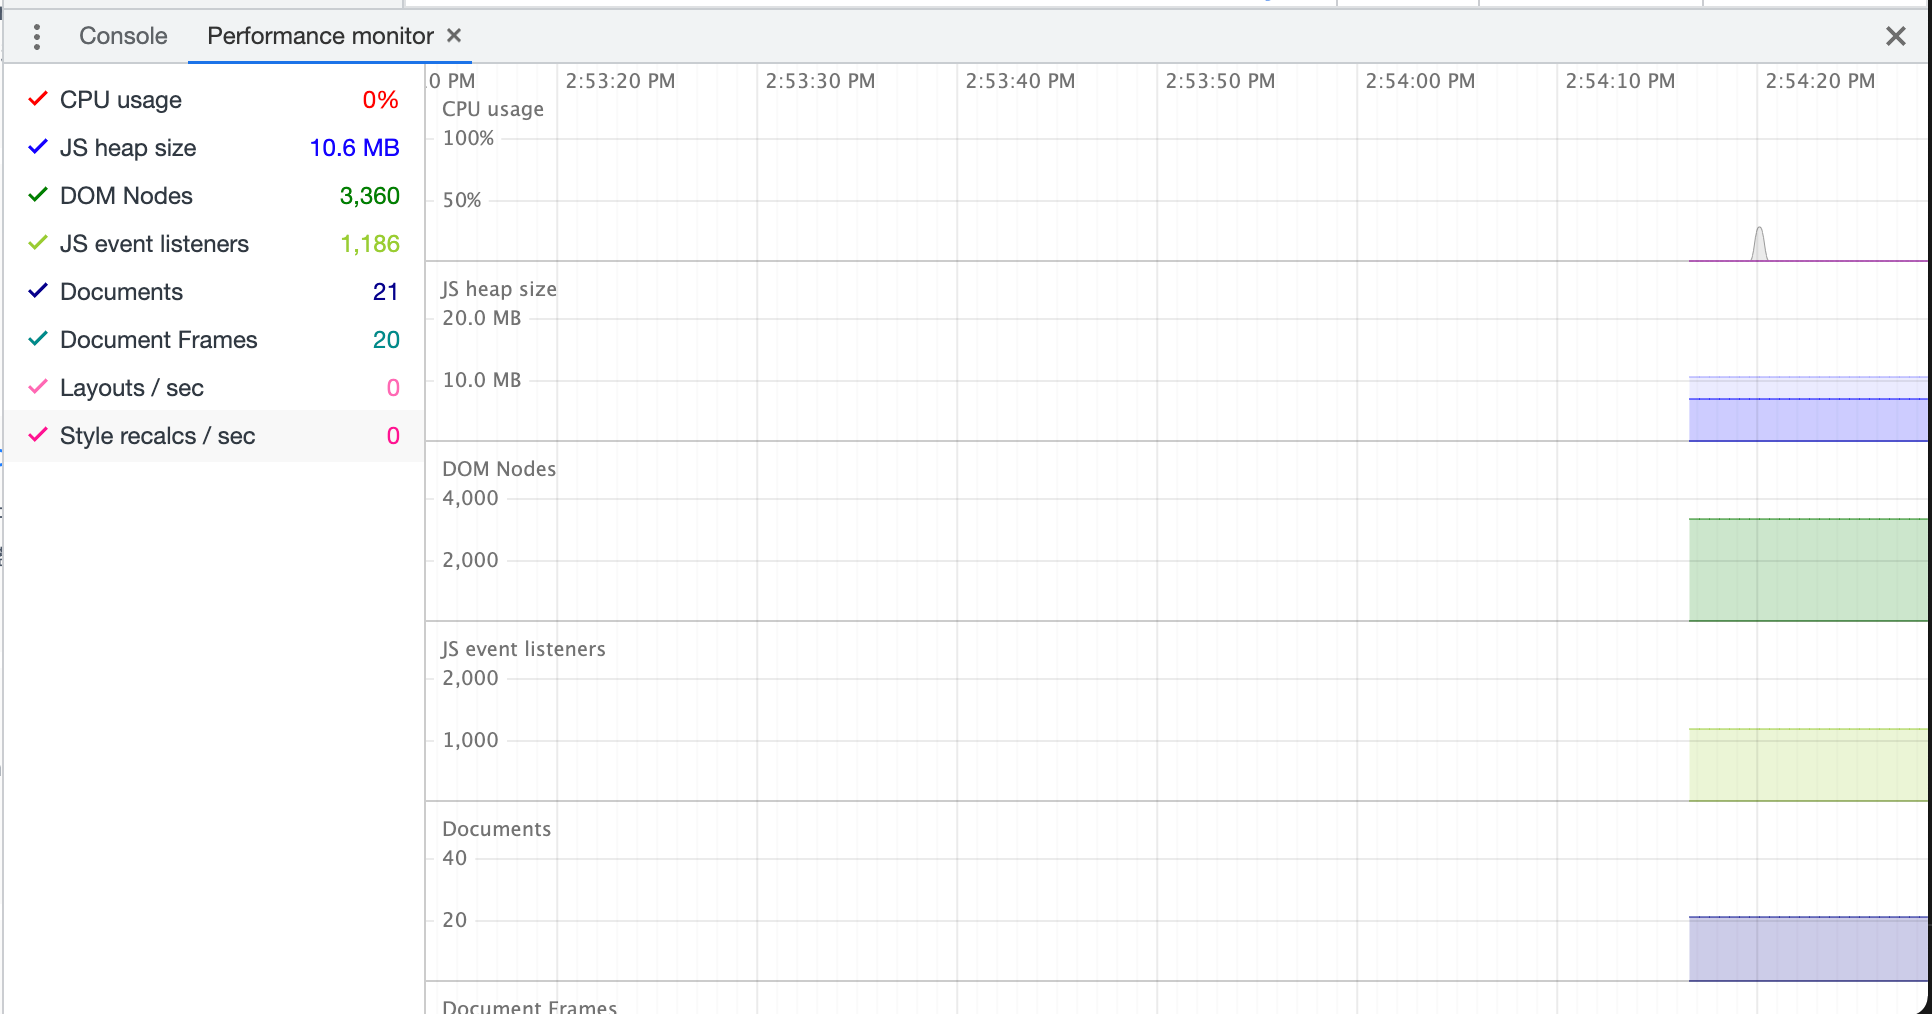 Console Performance monitor
0 PM 2:53:20 PM 2:53:30 PM 2:53:40 PM 2:53:50 PM 2:54:00 PM 2:54:10 PM 2:54:20 PM
CPU usage 0%
JS heap size 10.6 MB
DOM Nodes 3,360
JS event listeners 1,186
Documents 21
Document Frames 20
Layouts / sec 0
Style recalcs / sec 0
CPU usage
100%
50%
JS heap size
20.0 MB
10.0 MB
DOM Nodes
4,000
2,000
JS event listeners
2,000
1,000
Documents
40
20
Document Frames